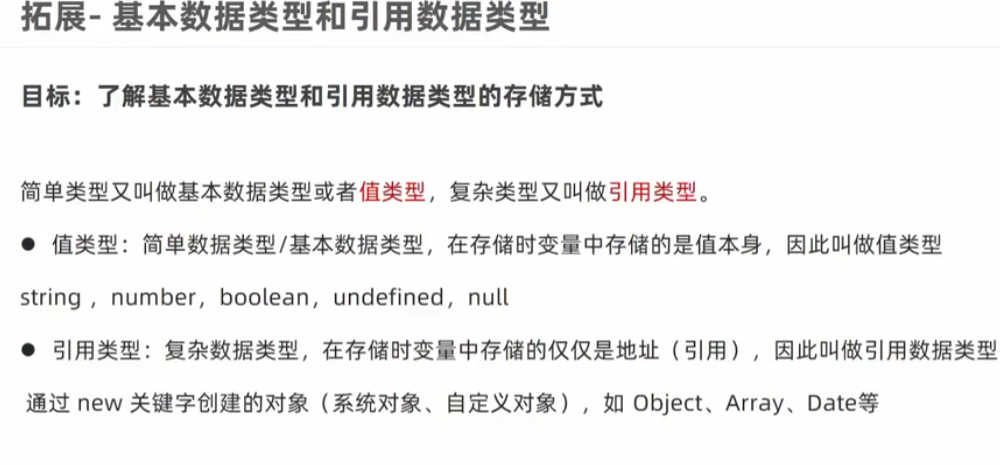 拓展- 基本数据类型和引用数据类型
目标：了解基本数据类型和引用数据类型的存储方式
简单类型又叫做基本数据类型或者值类型，复杂类型又叫做引用类型。
● 值类型：简单数据类型/基本数据类型，在存储时变量中存储的是值本身，因此叫做值类型
string ，number，boolean，undefined，null
● 引用类型：复杂数据类型，在存储时变量中存储的仅仅是地址（引用），因此叫做引用数据类型
通过 new 关键字创建的对象（系统对象、自定义对象），如 Object、Array、Date等